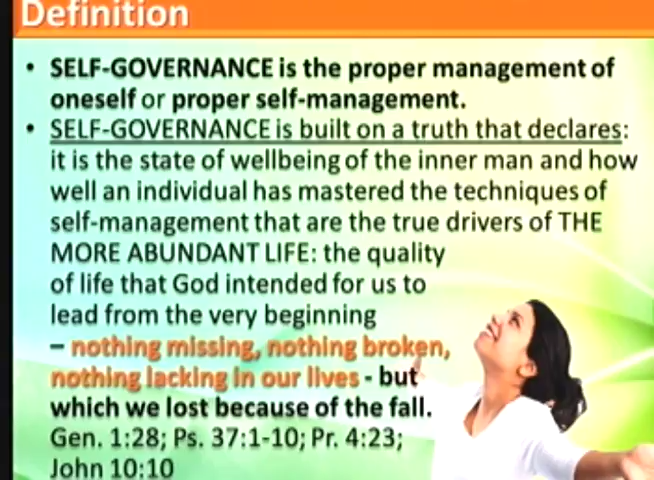 Definition
• SELF-GOVERNANCE is the proper management of
oneself or proper self-management.
• SELF-GOVERNANCE is built on a truth that declares:
it is the state of wellbeing of the inner man and how
well an individual has mastered the techniques of
self-management that are the true drivers of THE
MORE ABUNDANT LIFE: the quality
of life that God intended for us to
lead from the very beginning
– nothing missing, nothing broken,
nothing lacking in our lives - but
which we lost because of the fall.
Gen. 1:28; Ps. 37:1-10; Pr. 4:23;
John 10:10